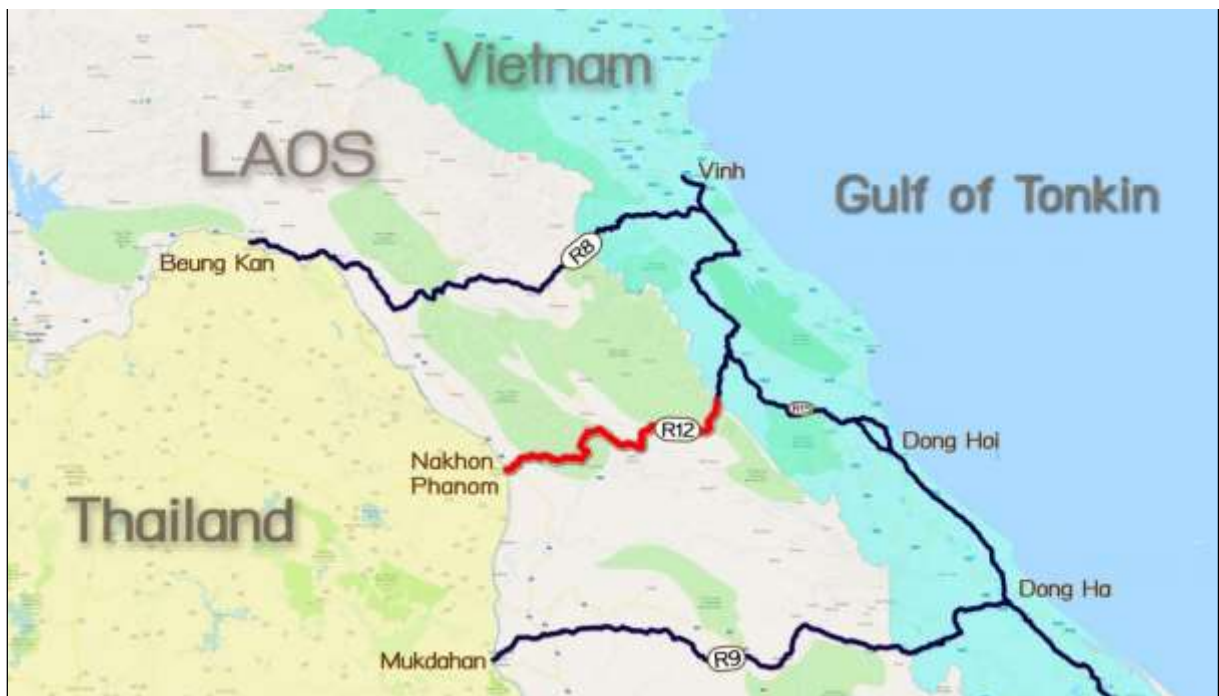 Vietnam
LAOS
Vinh
Gulf of Tonkin
R8
Beung Kan
R12
Dong Hoi
Nakhon
Phanom
Thailand
Dong Ha
Mukdahan
R9